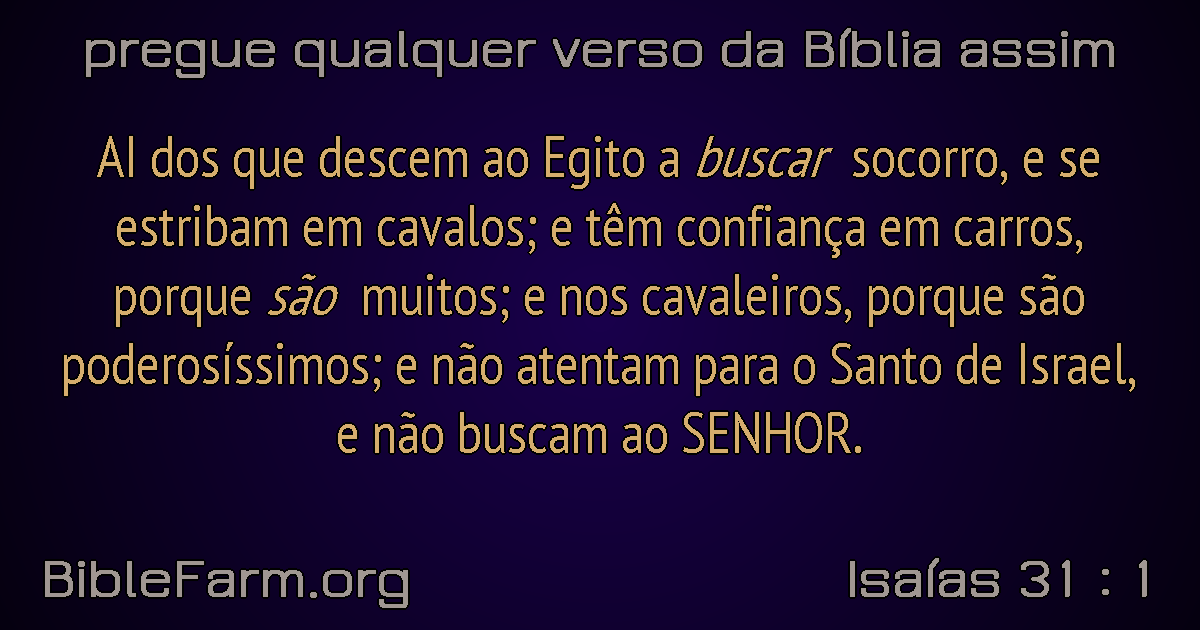 pregue qualquer verso da Bíblia assim
AI dos que descem ao Egito a buscar socorro, e se
estribam em cavalos; e têm confiança em carros,
porque são muitos; e nos cavaleiros, porque são
poderosíssimos; e não atentam para o Santo de Israel,
e não buscam ao SENHOR.
BibleFarm.org
Isaías 31 : 1